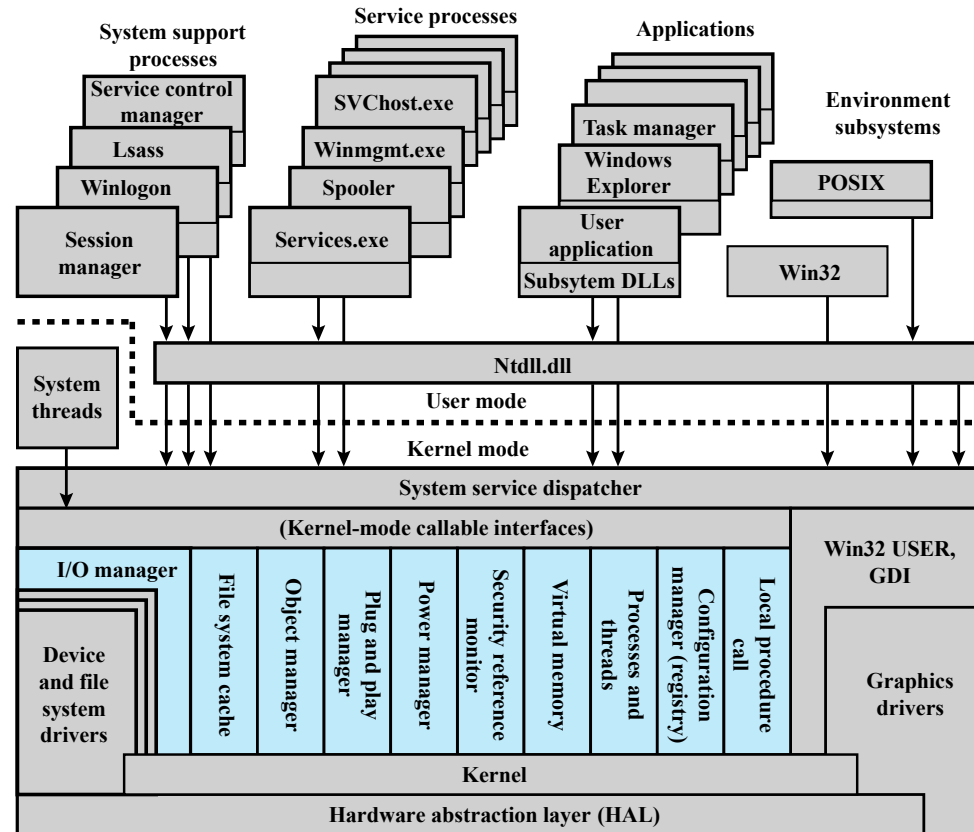 System support
processes
Service processes
Applications
Environment
subsystems
Service control
manager
Lsass
Winlogon
Session
manager
SVChost.exe
Winmgmt.exe
Spooler
Services.exe
Task manager
Windows
Explorer
User
application
Subsytem DLLs
POSIX
Win32
System
threads
Ntdll.dll
User mode
Kernel mode
System service dispatcher
(Kernel-mode callable interfaces)
Win32 USER,
GDI
I/O manager
Device
and file
system
drivers
File system cache
Object manager
Plug and play
manager
Power manager
Security reference
monitor
Virtual memory
Processes and
threads
Configuration
manager (registry)
Local procedure
call
Graphics
drivers
Kernel
Hardware abstraction layer (HAL)